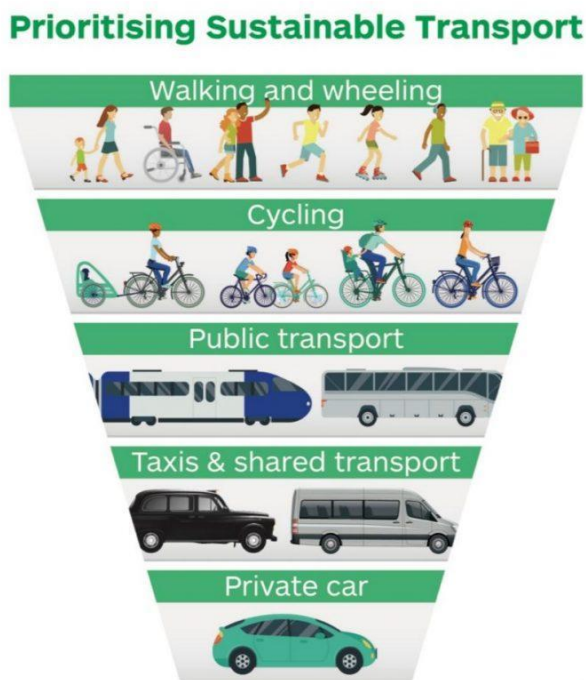 Prioritising Sustainable Transport
Walking and wheeling
Cycling
Public transport
Taxis & shared transport
Private car